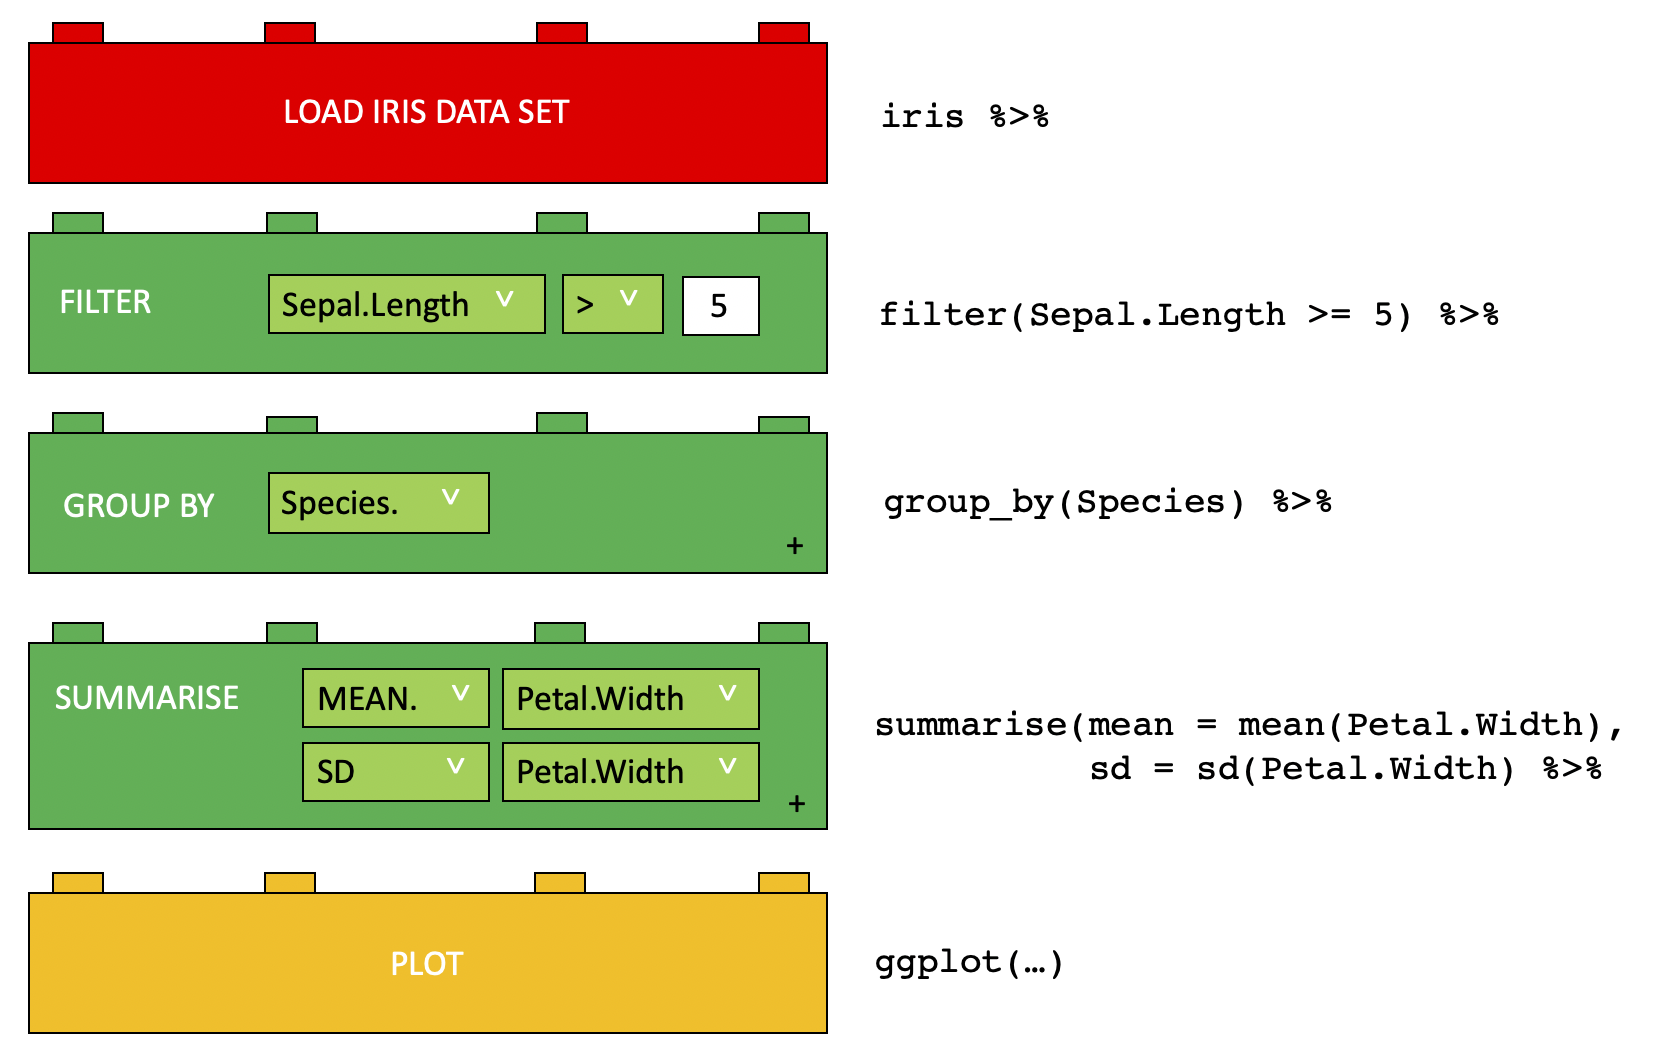 LOAD IRIS DATA SET
iris %>%
FILTER Sepal.Length ˅ > ˅ 5
filter(Sepal.Length >= 5) %>%
GROUP BY Species. ˅
+
group_by(Species) %>%
SUMMARISE MEAN. ˅ Petal.Width ˅
SD ˅ Petal.Width ˅
+
summarise(mean = mean(Petal.Width),
sd = sd(Petal.Width) %>%
PLOT
ggplot(…)